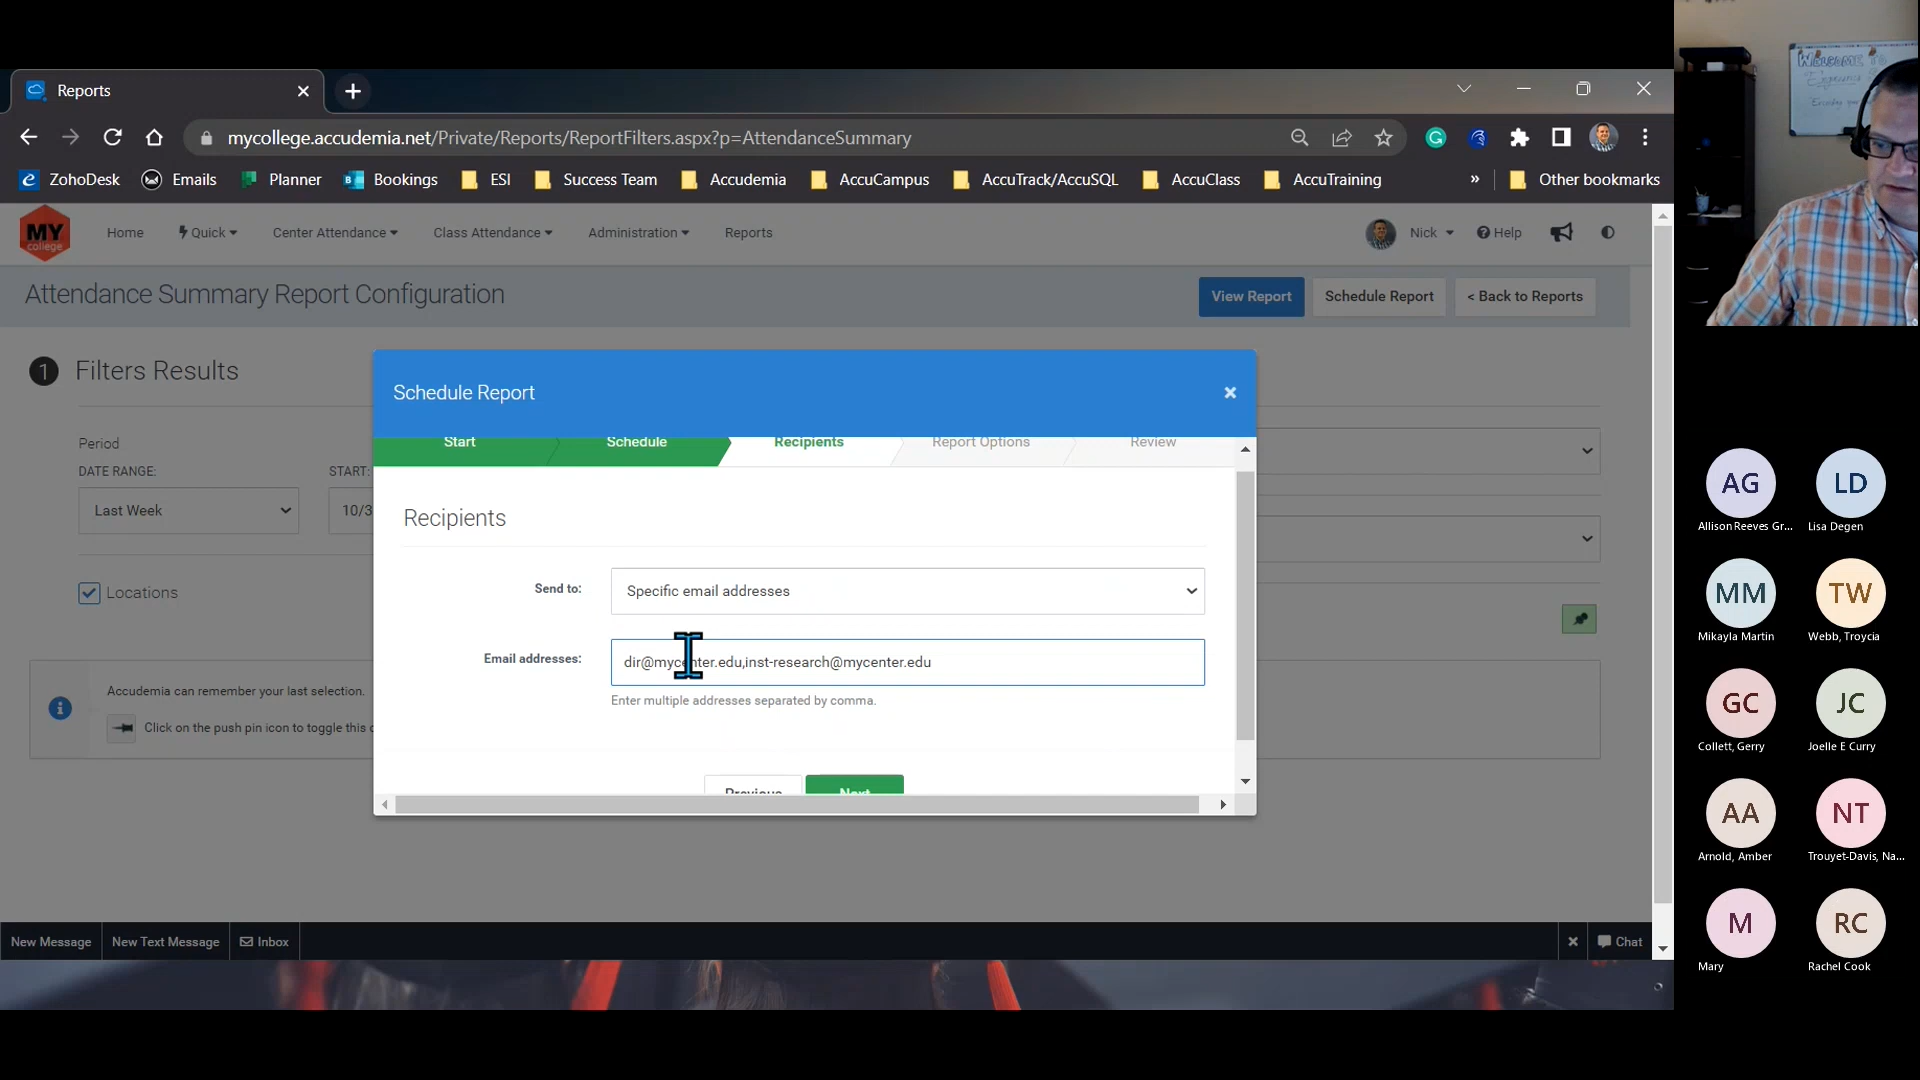 Reports
mycollege.accudemia.net/Private/Reports/ReportFilters.aspx?p=AttendanceSummary
ZohoDesk Emails Planner Bookings ESI Success Team Accudemia AccuCampus AccuTrack/AccuSQL AccuClass AccuTraining » Other bookmarks
MY college Home Quick Center Attendance Class Attendance Administration Reports Nick Help
Attendance Summary Report Configuration View Report Schedule Report < Back to Reports
1 Filters Results
Schedule Report ×
Start Schedule Recipients Report Options Review
Period
DATE RANGE: START:
Last Week 10/3
Recipients
Send to: Specific email addresses
Locations
Email addresses: dir@mycenter.edu,inst-research@mycenter.edu
Enter multiple addresses separated by comma.
Accudemia can remember your last selection.
Click on the push pin icon to toggle this
Previous Next
New Message New Text Message Inbox × Chat
WELCOME TO
AG LD
Allison Reeves Gr... Lisa Degen
MM TW
Mikayla Martin Webb, Troycia
GC JC
Collett, Gerry Joelle E Curry
AA NT
Arnold, Amber Trouyet-Davis, Na...
M RC
Mary Rachel Cook